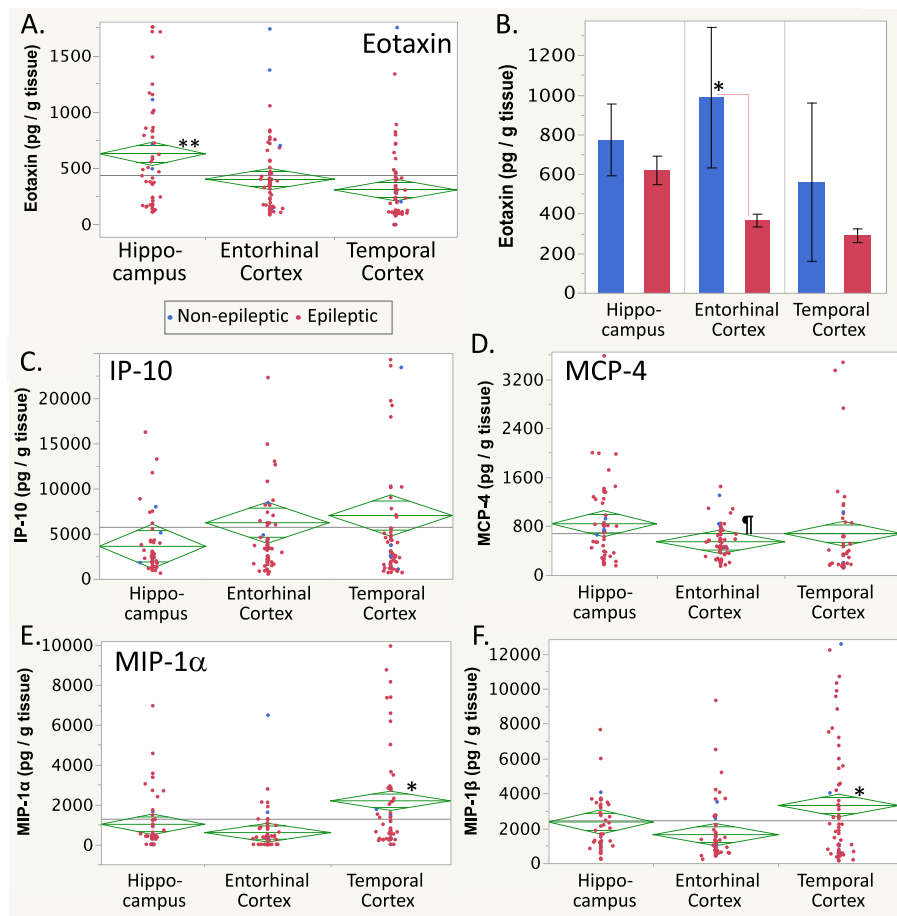 A.
Eotaxin
Eotaxin (pg / g tissue)
1500
1000
500
0
**
Hippo-
campus
Entorhinal
Cortex
Temporal
Cortex
Non-epileptic
Epileptic
B.
Eotaxin (pg / g tissue)
1200
1000
800
600
400
200
0
*
Hippo-
campus
Entorhinal
Cortex
Temporal
Cortex
C.
IP-10
IP-10 (pg / g tissue)
20000
15000
10000
5000
0
Hippo-
campus
Entorhinal
Cortex
Temporal
Cortex
D.
MCP-4
MCP-4 (pg / g tissue)
3200
2400
1600
800
0
¶
Hippo-
campus
Entorhinal
Cortex
Temporal
Cortex
E.
MIP-1α
MIP-1α (pg / g tissue)
10000
8000
6000
4000
2000
0
*
Hippo-
campus
Entorhinal
Cortex
Temporal
Cortex
F.
MIP-1β (pg / g tissue)
12000
10000
8000
6000
4000
2000
0
*
Hippo-
campus
Entorhinal
Cortex
Temporal
Cortex